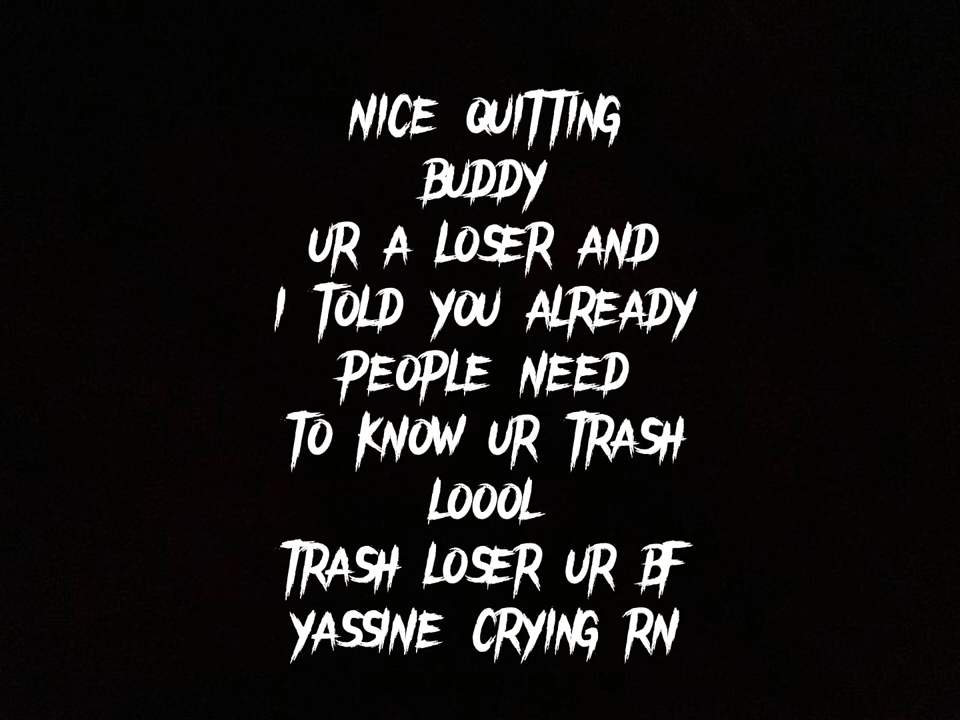 NICE QUITTING
BUDDY
UR A LOSER AND
I TOLD YOU ALREADY
PEOPLE NEED
TO KNOW UR TRASH
LOOOL
TRASH LOSER UR BF
YASSINE CRYING RN